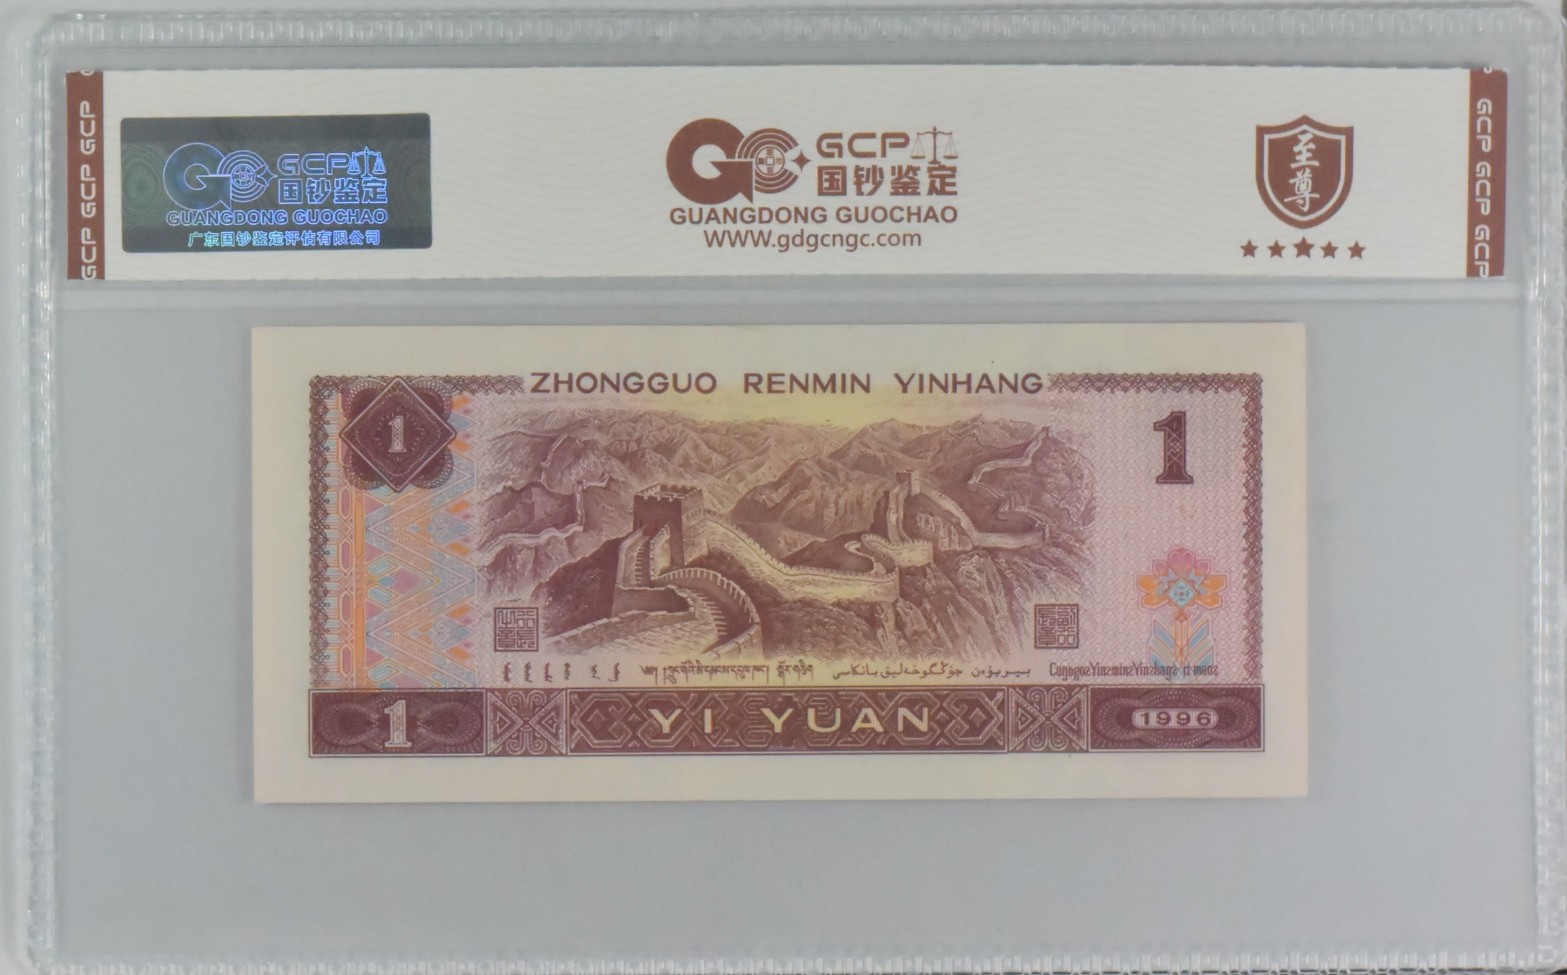 GCP GCP GCP
GCP 国钞鉴定
GUANGDONG GUOCHAO
广东国钞鉴定评估有限公司
GCP
国钞鉴定
GUANGDONG GUOCHAO
WWW.gdgcngc.com
至尊
GCP GCP GCP
ZHONGGUO RENMIN YINHANG
1
1
1 YI YUAN 1996